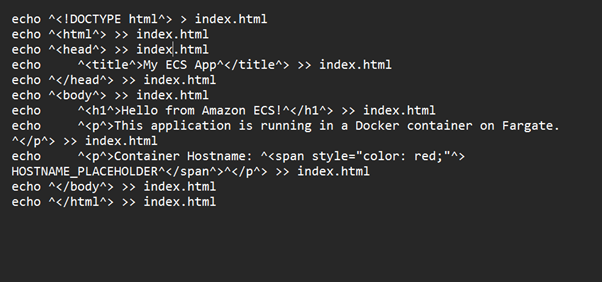 echo ^<!DOCTYPE html^> > index.html
echo ^<html^> >> index.html
echo ^<head^> >> index.html
echo     ^<title^>My ECS App^</title^> >> index.html
echo ^</head^> >> index.html
echo ^<body^> >> index.html
echo     ^<h1^>Hello from Amazon ECS!^</h1^> >> index.html
echo     ^<p^>This application is running in a Docker container on Fargate.
^</p^> >> index.html
echo     ^<p^>Container Hostname: ^<span style="color: red;"^>
HOSTNAME_PLACEHOLDER^</span^>^</p^> >> index.html
echo ^</body^> >> index.html
echo ^</html^> >> index.html